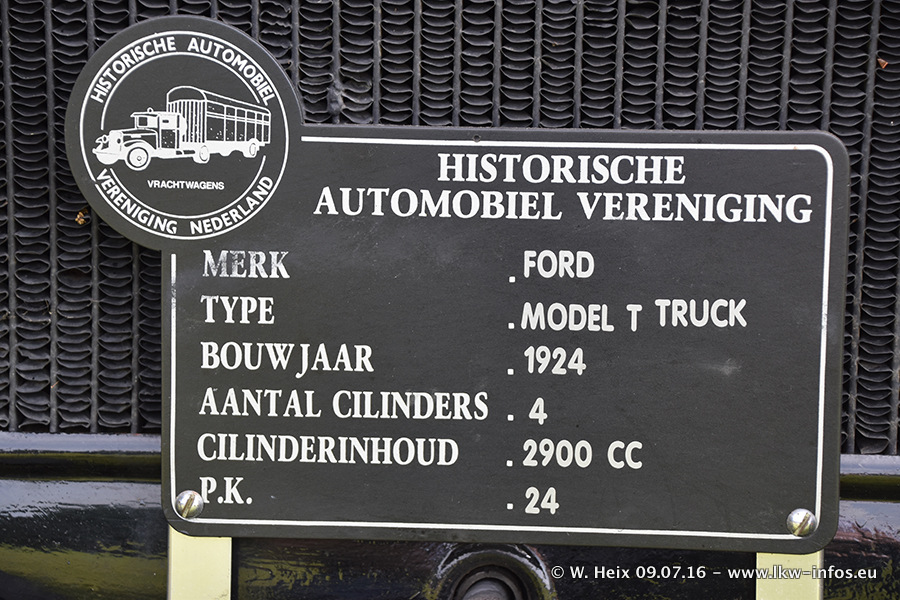 HISTORISCHE AUTOMOBIEL
VERENIGING NEDERLAND
VRACHTWAGENS
HISTORISCHE
AUTOMOBIEL VERENIGING
MERK . FORD
TYPE . MODEL T TRUCK
BOUWJAAR . 1924
AANTAL CILINDERS . 4
CILINDERINHOUD . 2900 CC
P.K. . 24
© W. Heix 09.07.16 – www.lkw-infos.eu